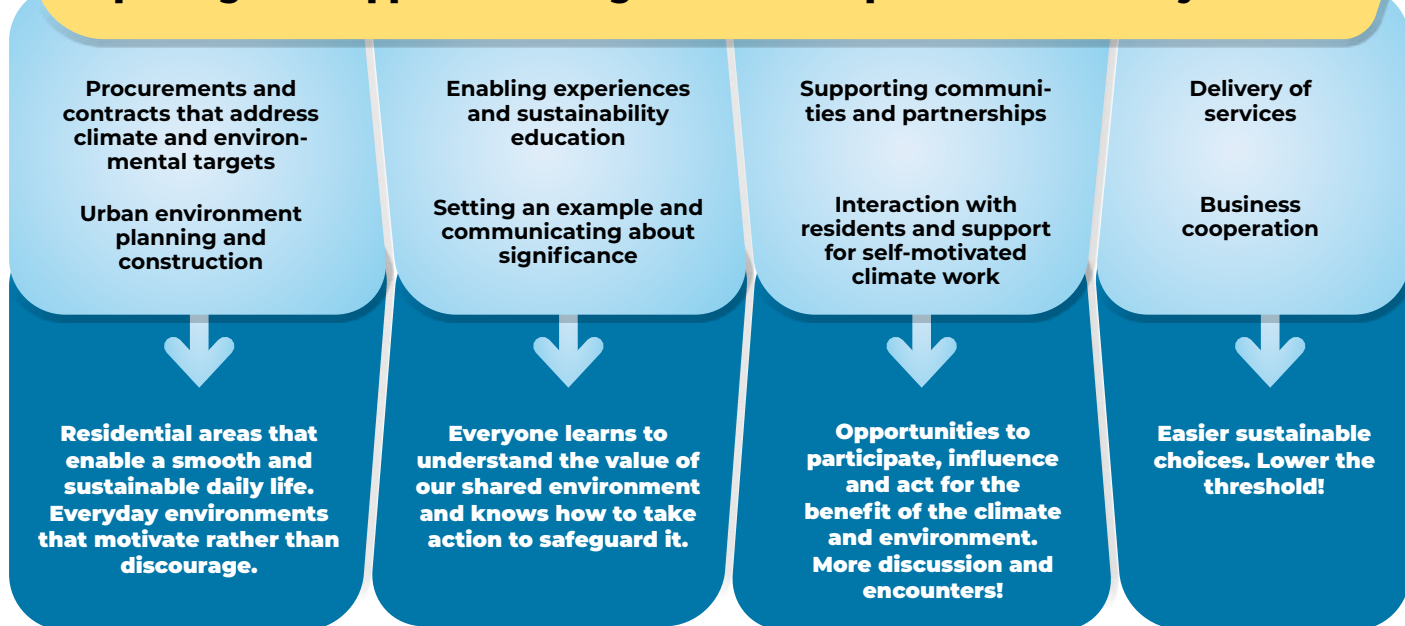 Procurements and
contracts that address
climate and environ-
mental targets
Urban environment
planning and
construction
Residential areas that
enable a smooth and
sustainable daily life.
Everyday environments
that motivate rather than
discourage.
Enabling experiences
and sustainability
education
Setting an example and
communicating about
significance
Everyone learns to
understand the value of
our shared environment
and knows how to take
action to safeguard it.
Supporting communi-
ties and partnerships
Interaction with
residents and support
for self-motivated
climate work
Opportunities to
participate, influence
and act for the
benefit of the climate
and environment.
More discussion and
encounters!
Delivery of
services
Business
cooperation
Easier sustainable
choices. Lower the
threshold!